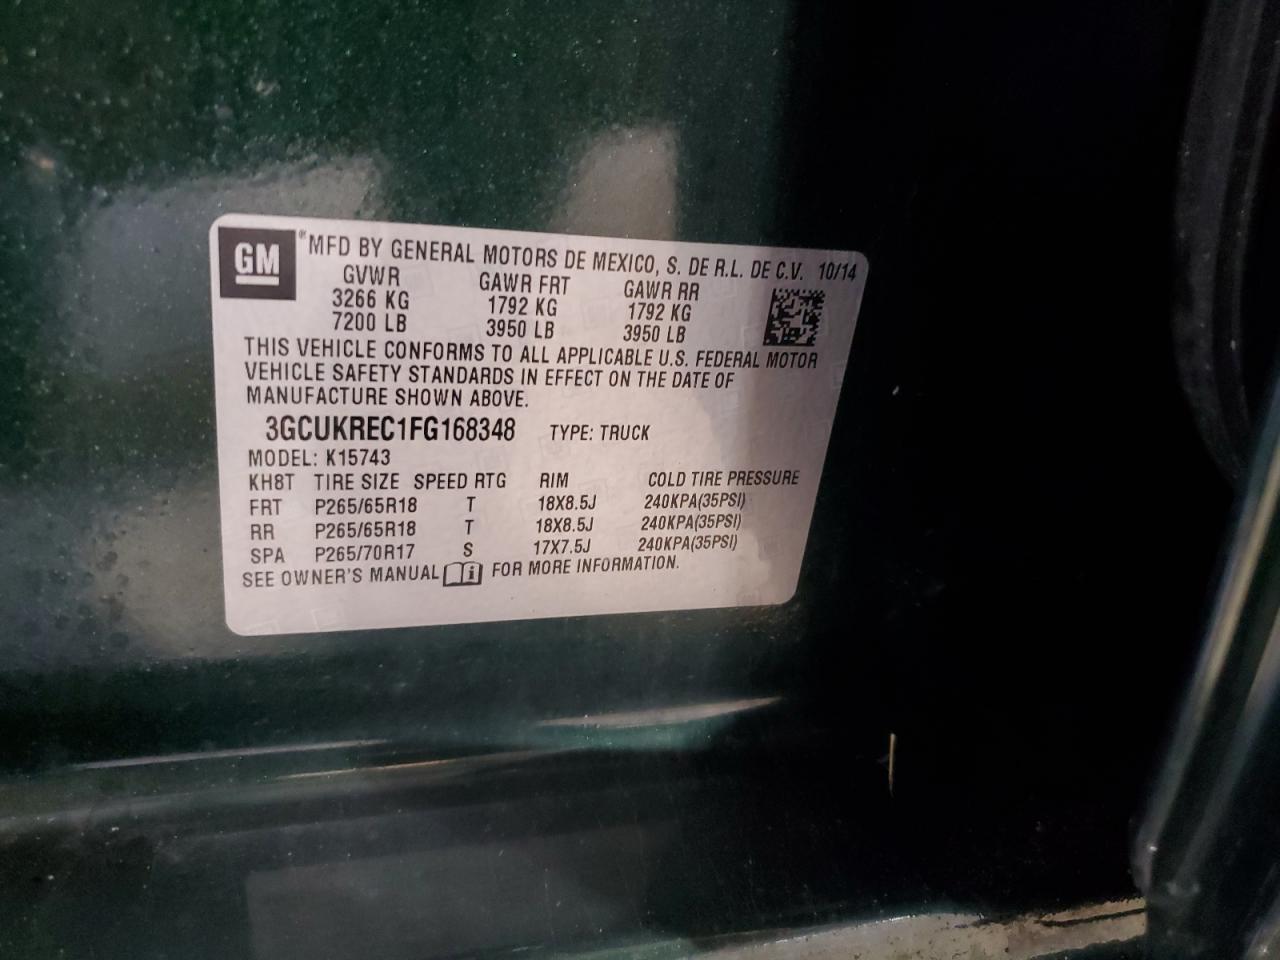 GM ® MFD BY GENERAL MOTORS DE MEXICO, S. DE R.L. DE C.V. 10/14
GVWR GAWR FRT GAWR RR
3266 KG 1792 KG 1792 KG
7200 LB 3950 LB 3950 LB
THIS VEHICLE CONFORMS TO ALL APPLICABLE U.S. FEDERAL MOTOR
VEHICLE SAFETY STANDARDS IN EFFECT ON THE DATE OF
MANUFACTURE SHOWN ABOVE.
3GCUKREC1FG168348 TYPE: TRUCK
MODEL: K15743
KH8T TIRE SIZE SPEED RTG RIM COLD TIRE PRESSURE
FRT P265/65R18 T 18X8.5J 240KPA(35PSI)
RR P265/65R18 T 18X8.5J 240KPA(35PSI)
SPA P265/70R17 S 17X7.5J 240KPA(35PSI)
SEE OWNER'S MANUAL i FOR MORE INFORMATION.